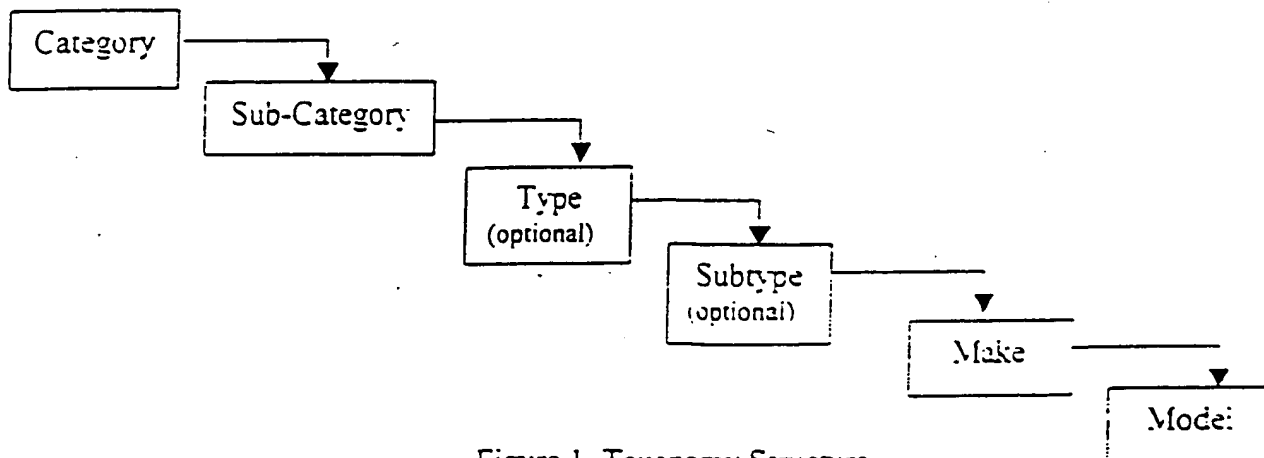 Category
Sub-Category
Type
(optional)
Subtype
(optional)
Make
Model
Figure 1. Taxonomy Structure